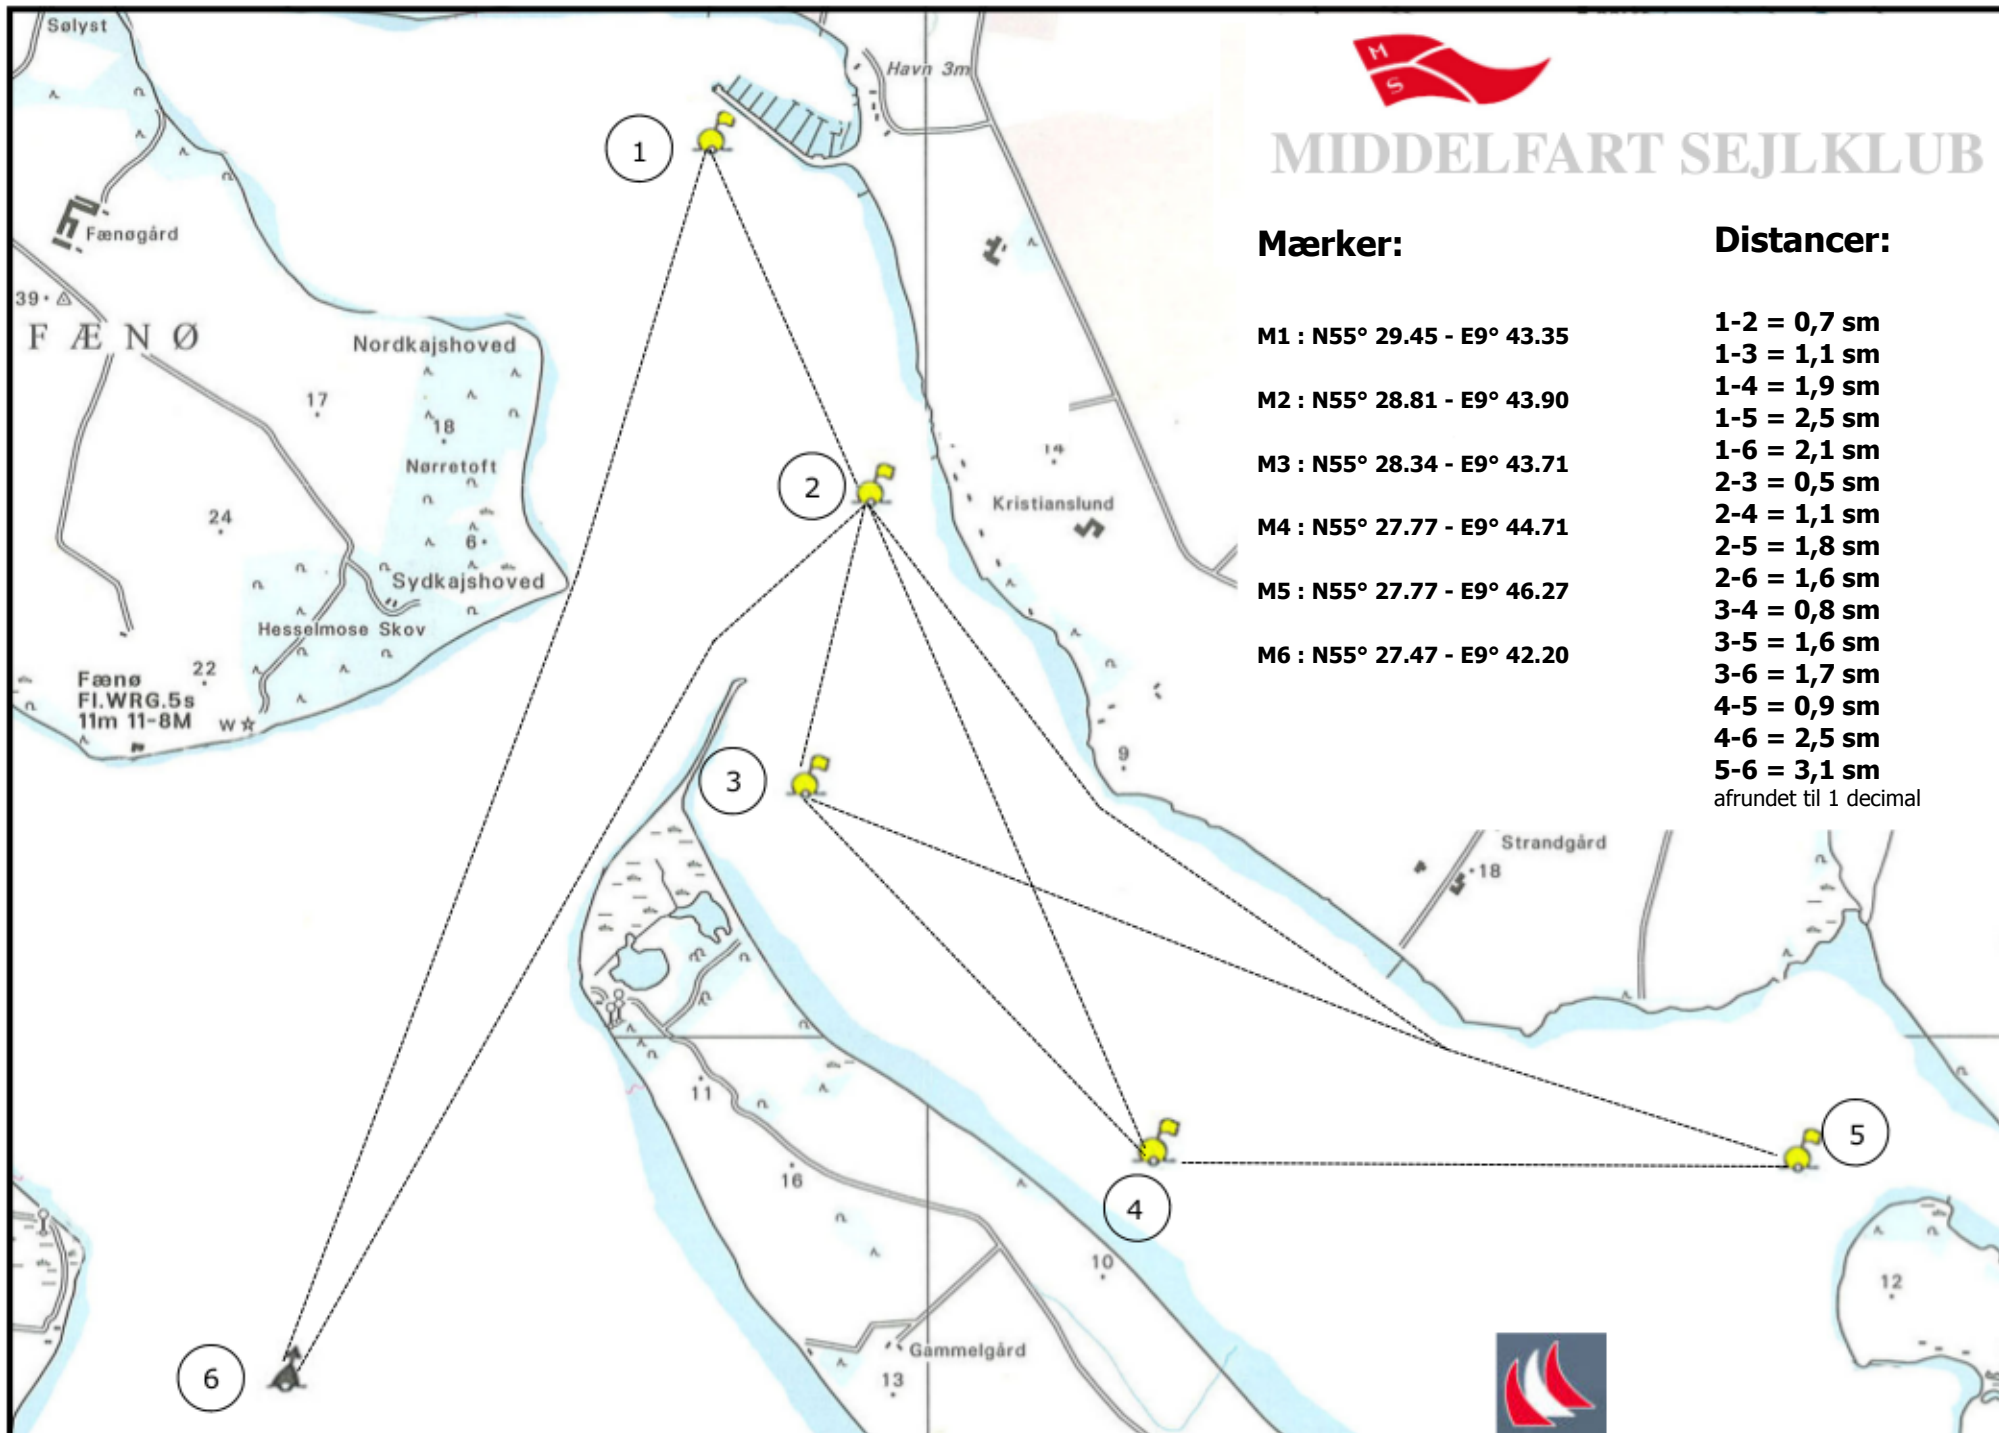 Sølyst
Havn 3m
M
S
MIDDELFART SEJLKLUB
1
Fænøgård
Mærker:
Distancer:
39
FÆNØ
Nordkajshoved
17
18
Nørretoft
24
6
Sydkajshoved
Hesselmose Skov
22
Fænø
Fl.WRG.5s
11m 11-8M
W
2
14
Kristianslund
M1 : N55° 29.45 - E9° 43.35
M2 : N55° 28.81 - E9° 43.90
M3 : N55° 28.34 - E9° 43.71
M4 : N55° 27.77 - E9° 44.71
M5 : N55° 27.77 - E9° 46.27
M6 : N55° 27.47 - E9° 42.20
1-2 = 0,7 sm
1-3 = 1,1 sm
1-4 = 1,9 sm
1-5 = 2,5 sm
1-6 = 2,1 sm
2-3 = 0,5 sm
2-4 = 1,1 sm
2-5 = 1,8 sm
2-6 = 1,6 sm
3-4 = 0,8 sm
3-5 = 1,6 sm
3-6 = 1,7 sm
4-5 = 0,9 sm
4-6 = 2,5 sm
5-6 = 3,1 sm
afrundet til 1 decimal
3
9
Strandgård
18
11
16
4
5
10
12
6
Gammelgård
13